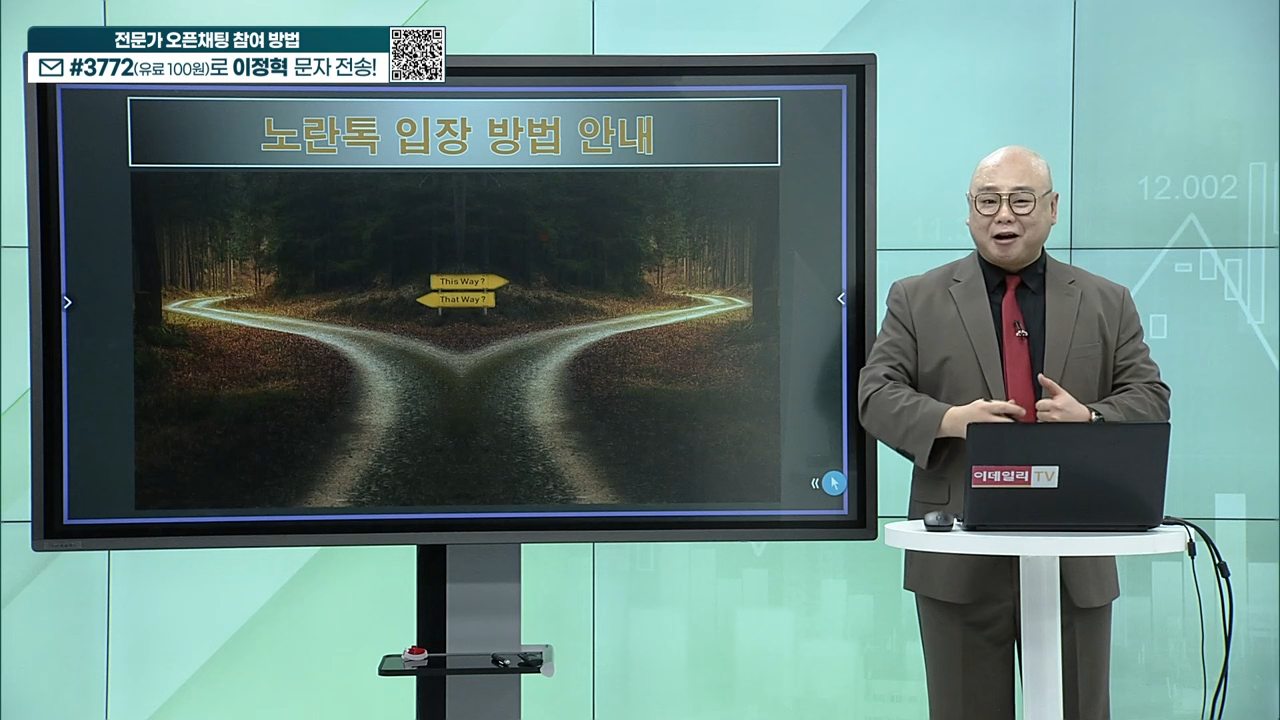 전문가 오픈채팅 참여 방법
#3772(유료 100원)로 이정혁 문자 전송!
노란톡 입장 방법 안내
This Way ?
That Way ?
12.002
이데일리 TV